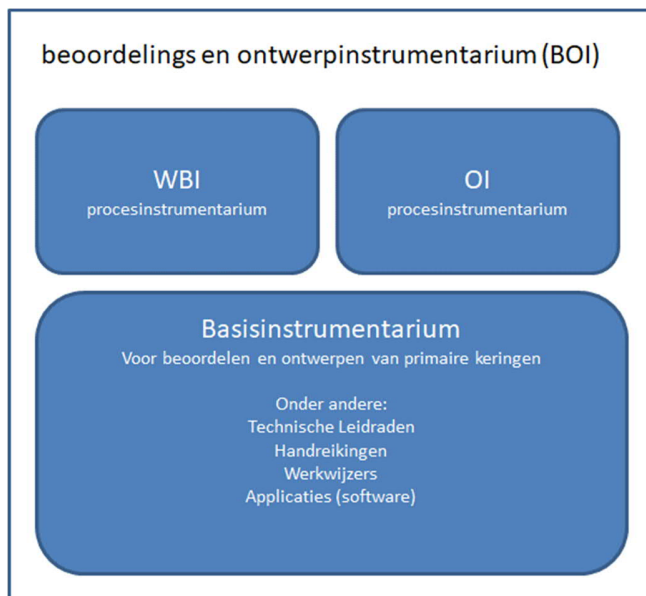 beoordelings en ontwerpinstrumentarium (BOI)
WBI
procesinstrumentarium
OI
procesinstrumentarium
Basisinstrumentarium
Voor beoordelen en ontwerpen van primaire keringen
Onder andere:
Technische Leidraden
Handreikingen
Werkwijzers
Applicaties (software)